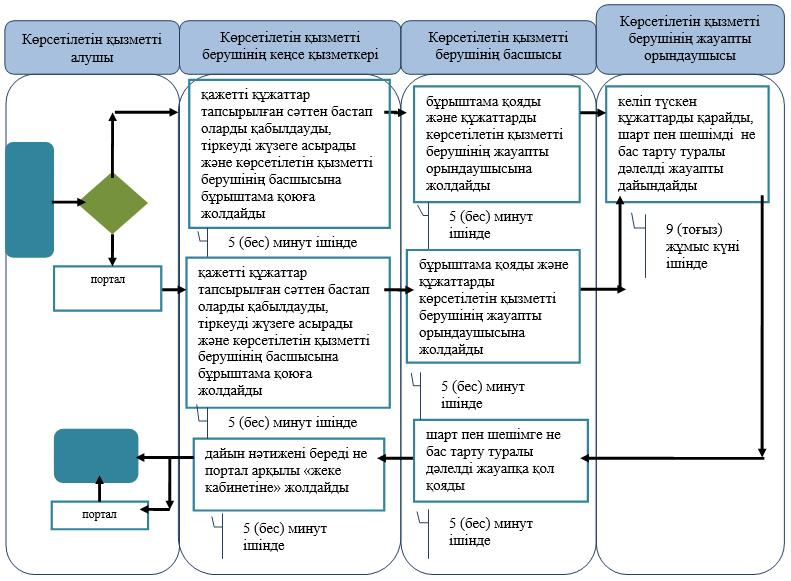 Көрсетілетін қызметті
алушы
Көрсетілетін қызметті
берушінің кеңсе қызметкері
Көрсетілетін қызметті
берушінің басшысы
Көрсетілетін қызметті
берушінің жауапты
орындаушысы
қажетті құжаттар
тапсырылған сәттен бастап
оларды қабылдауды,
тіркеуді жүзеге асырады
және көрсетілетін қызметті
берушінің басшысына
бұрыштама қоюға
жолдайды
5 (бес) минут ішінде
бұрыштама қояды
және құжаттарды
көрсетілетін қызметті
берушінің жауапты
орындаушысына
жолдайды
5 (бес) минут
ішінде
келіп түскен
құжаттарды қарайды,
шарт пен шешімді  не
бас тарту туралы
дәлелді жауапты
дайындайды
9 (тоғыз)
жұмыс күні
ішінде
портал
қажетті құжаттар
тапсырылған сәттен бастап
оларды қабылдауды,
тіркеуді жүзеге асырады
және көрсетілетін қызметті
берушінің басшысына
бұрыштама қоюға
жолдайды
5 (бес) минут ішінде
бұрыштама қояды және
құжаттарды
көрсетілетін қызметті
берушінің жауапты
орындаушысына
жолдайды
5 (бес) минут
ішінде
шарт пен шешімге не
бас тарту туралы
дәлелді жауапқа қол
қояды
5 (бес) минут
ішінде
дайын нәтижені береді не
портал арқылы «жеке
кабинетіне» жолдайды
5 (бес) минут
ішінде
портал